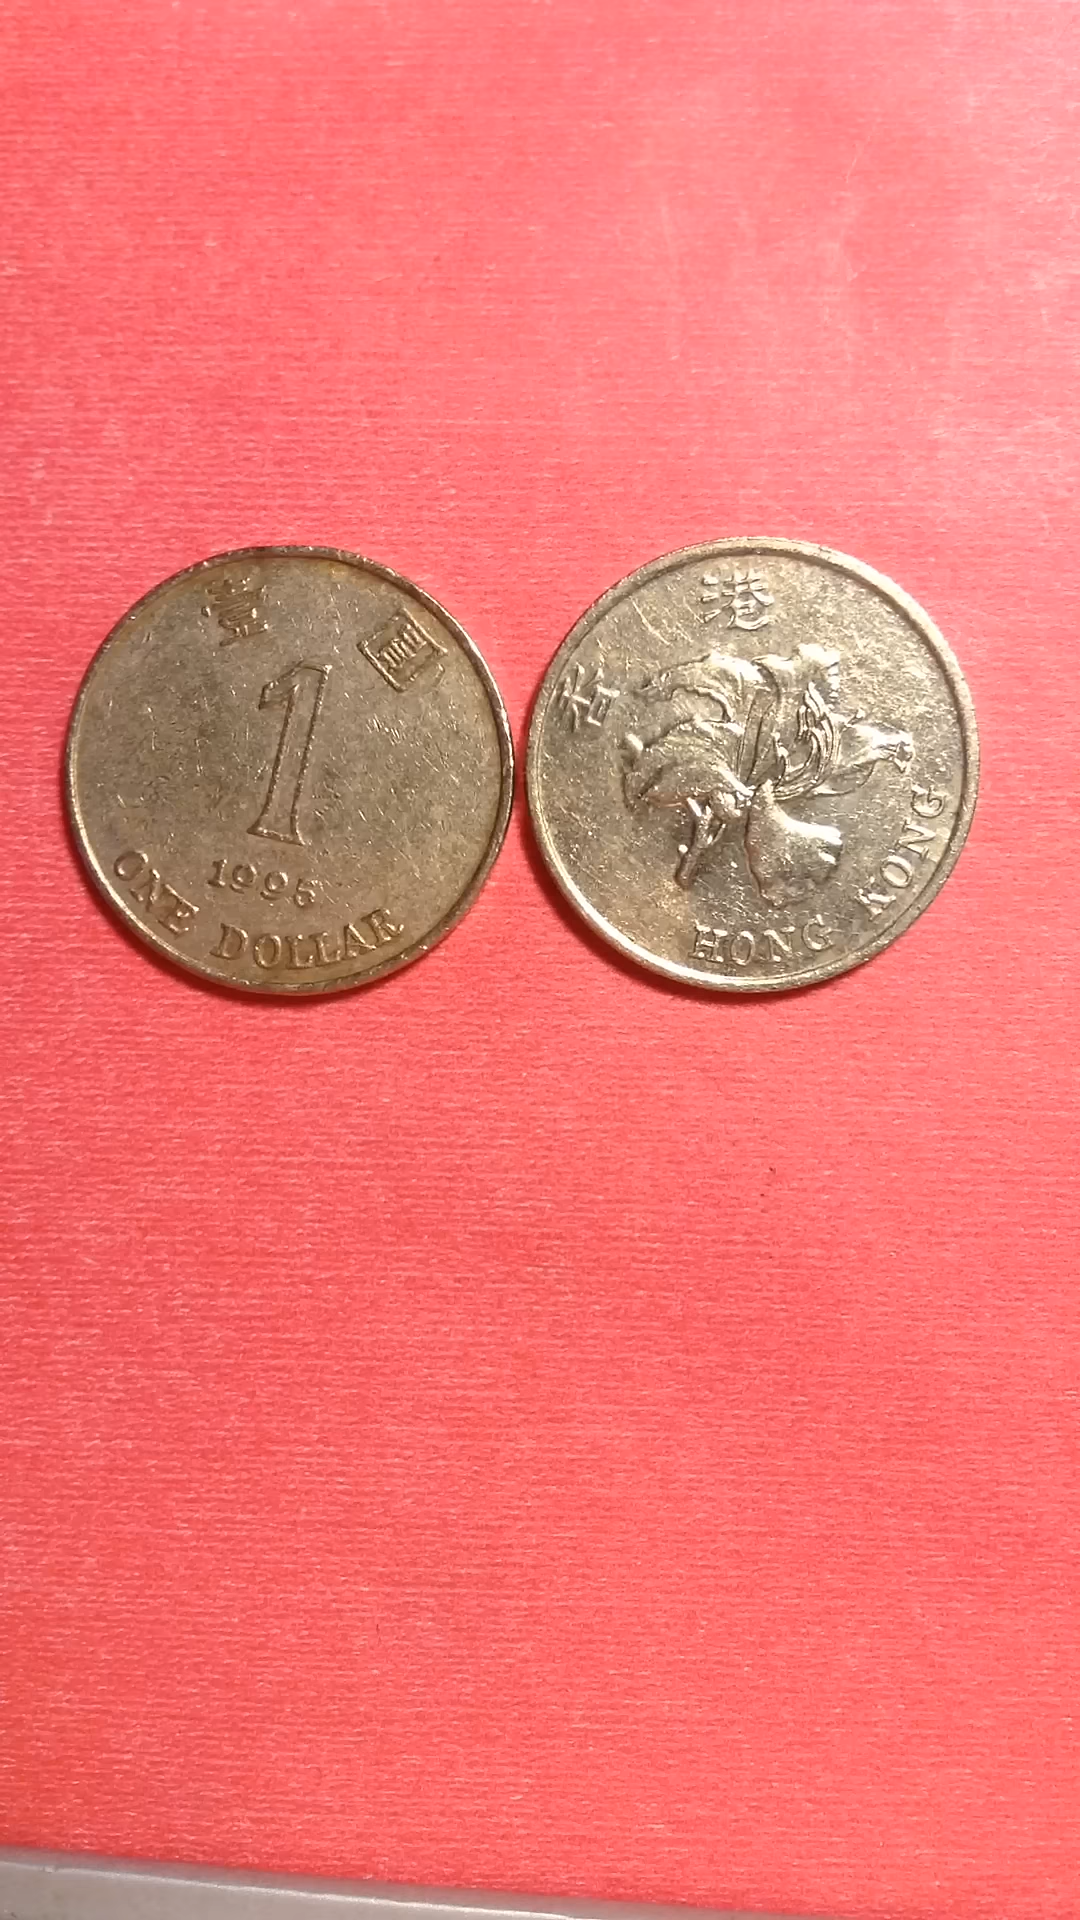 壹 圓
1
1995
ONE DOLLAR
香 港
HONG KONG